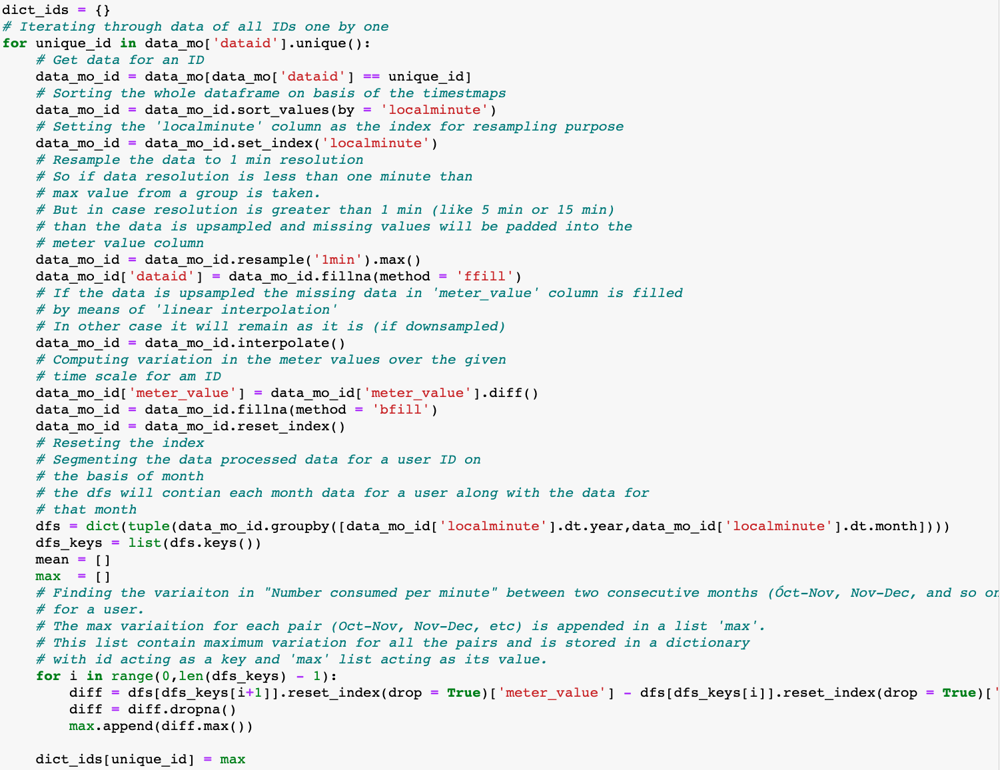 dict_ids = {}
# Iterating through data of all IDs one by one
for unique_id in data_mo['dataid'].unique():
    # Get data for an ID
    data_mo_id = data_mo[data_mo['dataid'] == unique_id]
    # Sorting the whole dataframe on basis of the timestmaps
    data_mo_id = data_mo_id.sort_values(by = 'localminute')
    # Setting the 'localminute' column as the index for resampling purpose
    data_mo_id = data_mo_id.set_index('localminute')
    # Resample the data to 1 min resolution
    # So if data resolution is less than one minute than
    # max value from a group is taken.
    # But in case resolution is greater than 1 min (like 5 min or 15 min)
    # than the data is upsampled and missing values will be padded into the
    # meter value column
    data_mo_id = data_mo_id.resample('1min').max()
    data_mo_id['dataid'] = data_mo_id.fillna(method = 'ffill')
    # If the data is upsampled the missing data in 'meter_value' column is filled
    # by means of 'linear interpolation'
    # In other case it will remain as it is (if downsampled)
    data_mo_id = data_mo_id.interpolate()
    # Computing variation in the meter values over the given
    # time scale for am ID
    data_mo_id['meter_value'] = data_mo_id['meter_value'].diff()
    data_mo_id = data_mo_id.fillna(method = 'bfill')
    data_mo_id = data_mo_id.reset_index()
    # Reseting the index
    # Segmenting the data processed data for a user ID on
    # the basis of month
    # the dfs will contian each month data for a user along with the data for
    # that month
    dfs = dict(tuple(data_mo_id.groupby([data_mo_id['localminute'].dt.year,data_mo_id['localminute'].dt.month])))
    dfs_keys = list(dfs.keys())
    mean = []
    max  = []
    # Finding the variaiton in "Number consumed per minute" between two consecutive months (Óct-Nov, Nov-Dec, and so on
    # for a user.
    # The max variaition for each pair (Oct-Nov, Nov-Dec, etc) is appended in a list 'max'.
    # This list contain maximum variation for all the pairs and is stored in a dictionary
    # with id acting as a key and 'max' list acting as its value.
    for i in range(0,len(dfs_keys) - 1):
        diff = dfs[dfs_keys[i+1]].reset_index(drop = True)['meter_value'] - dfs[dfs_keys[i]].reset_index(drop = True)['
        diff = diff.dropna()
        max.append(diff.max())
    dict_ids[unique_id] = max